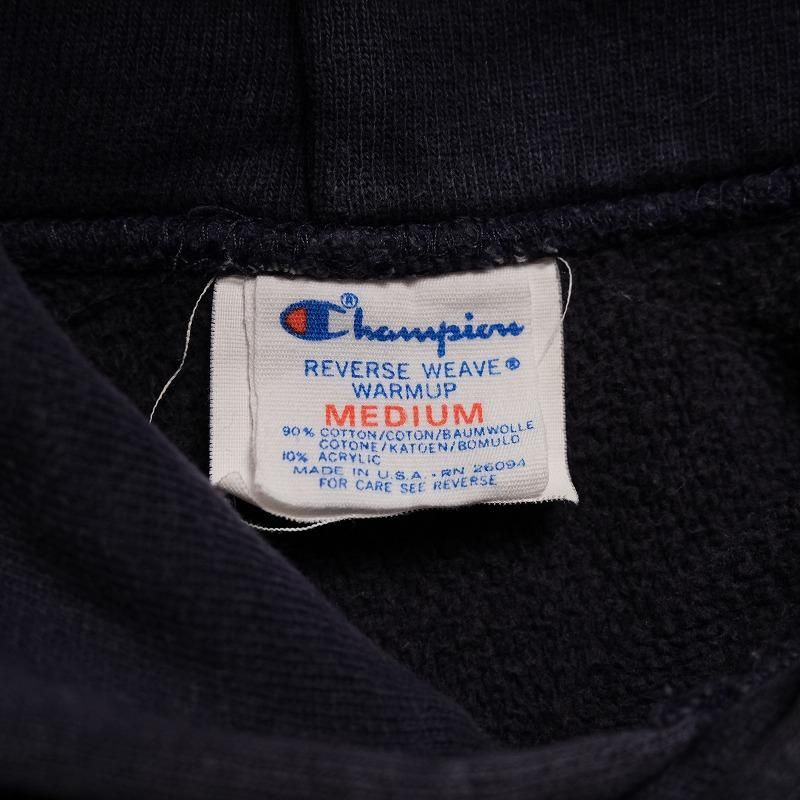 Champion®
REVERSE WEAVE®
WARMUP
MEDIUM
90% COTTON/COTON/BAUMWOLLE
COTONE/KATOEN/BOMULD
10% ACRYLIC
MADE IN U.S.A. · RN 26094
FOR CARE SEE REVERSE